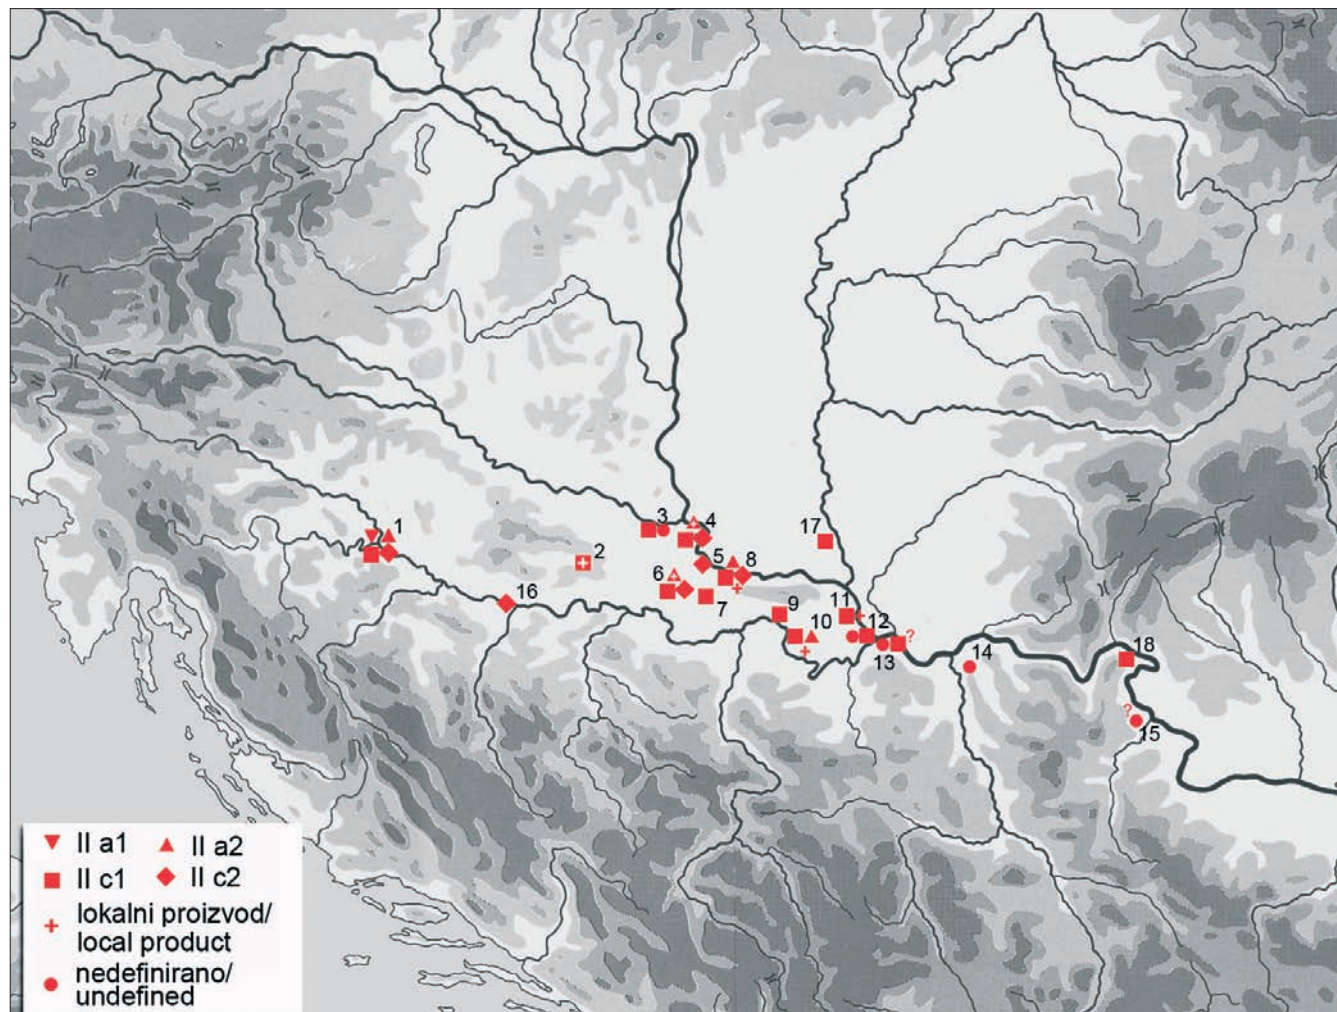 1
2
3
4
17
5
8
6
7
16
9
11
10
12
?
13
14
18
?
15
II a1
II a2
II c1
II c2
lokalni proizvod/
local product
nedefinirano/
undefined